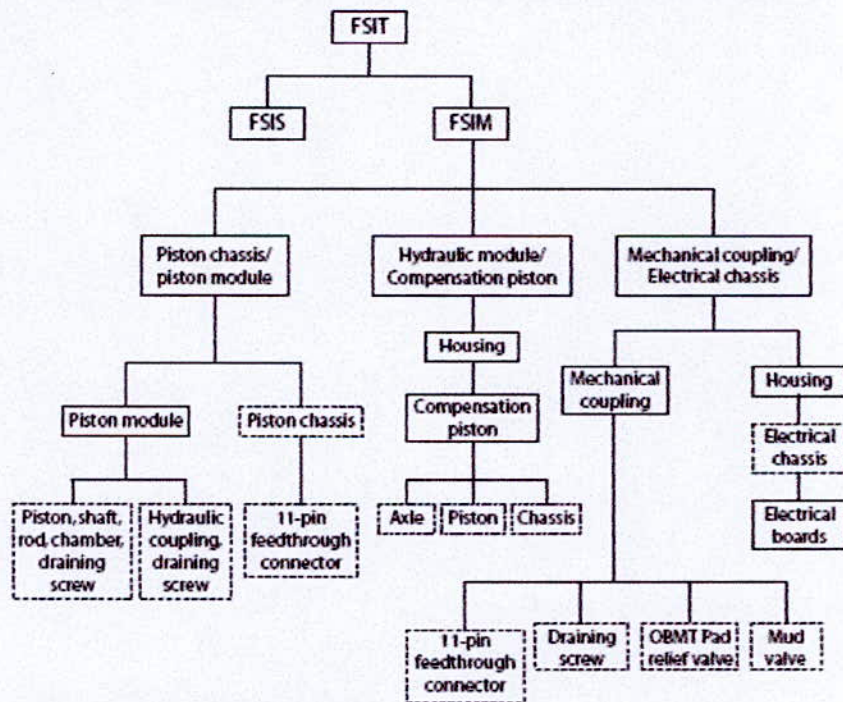 FSIT
FSIS
FSIM
Piston chassis/
piston module
Hydraulic module/
Compensation piston
Mechanical coupling/
Electrical chassis
Piston module
Piston chassis
Housing
Compensation
piston
Mechanical
coupling
Housing
Electrical
chassis
Electrical
boards
Piston, shaft,
rod, chamber,
draining
screw
Hydraulic
coupling,
draining
screw
11-pin
feedthrough
connector
Axle
Piston
Chassis
11-pin
feedthrough
connector
Draining
screw
OBMT Pad
relief valve
Mud
valve